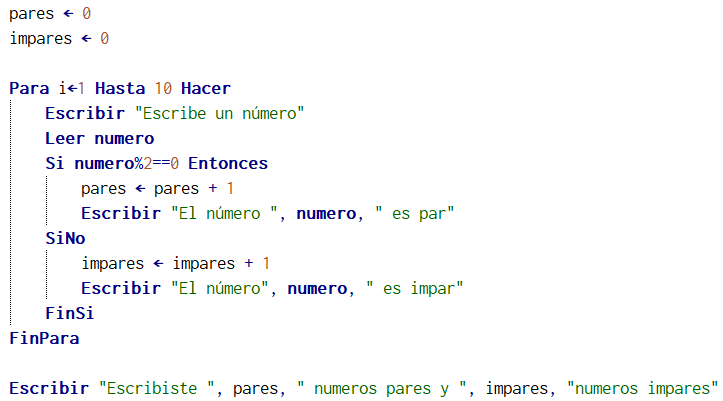 pares ← 0
impares ← 0
Para i←1 Hasta 10 Hacer
Escribir "Escribe un número"
Leer numero
Si numero%2==0 Entonces
pares ← pares + 1
Escribir "El número ", numero, " es par"
SiNo
impares ← impares + 1
Escribir "El número", numero, " es impar"
FinSi
FinPara
Escribir "Escribiste ", pares, " numeros pares y ", impares, "numeros impares"